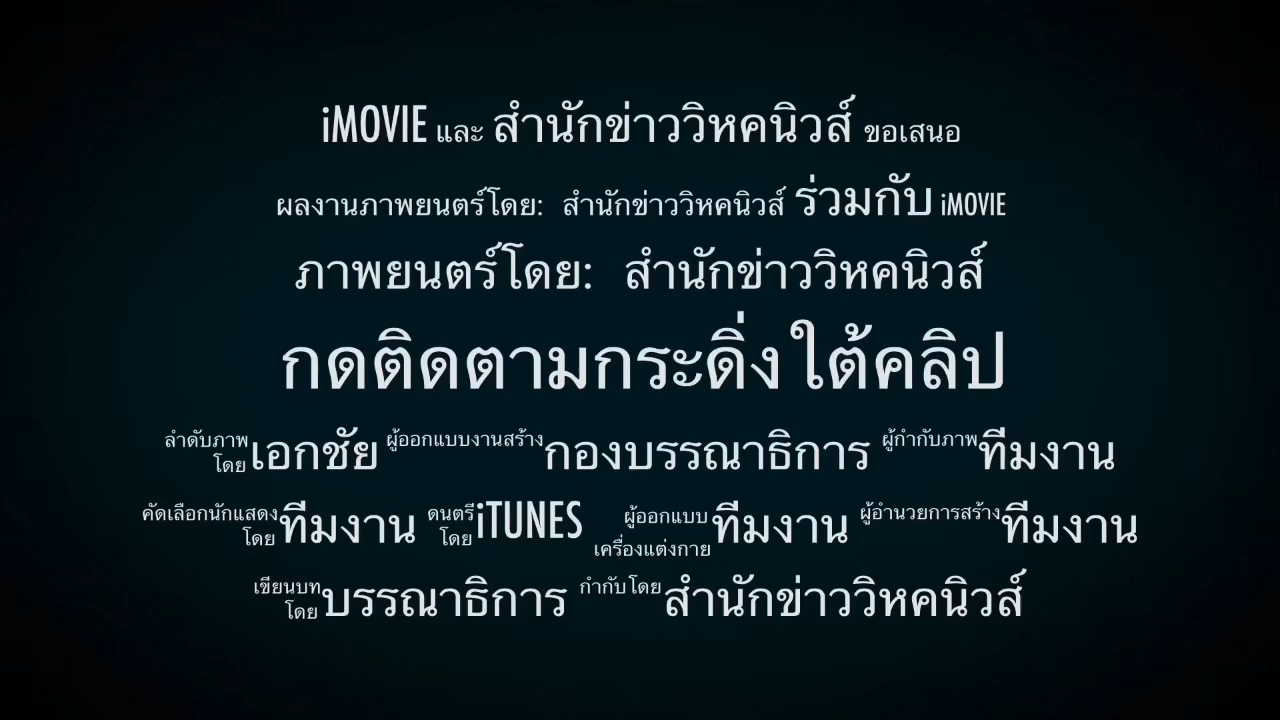 iMOVIE และ สำนักข่าววิหคนิวส์ ขอเสนอ
ผลงานภาพยนตร์โดย: สำนักข่าววิหคนิวส์ ร่วมกับ iMOVIE
ภาพยนตร์โดย: สำนักข่าววิหคนิวส์
กดติดตามกระดิ่ง ใต้คลิป
ลำดับภาพโดย เอกชัย ผู้ออกแบบงานสร้าง กองบรรณาธิการ ผู้กำกับภาพ ทีมงาน
คัดเลือกนักแสดงโดย ทีมงาน ดนตรีโดย iTUNES ผู้ออกแบบเครื่องแต่งกาย ทีมงาน ผู้อำนวยการสร้าง ทีมงาน
เขียนบทโดย บรรณาธิการ กำกับโดย สำนักข่าววิหคนิวส์